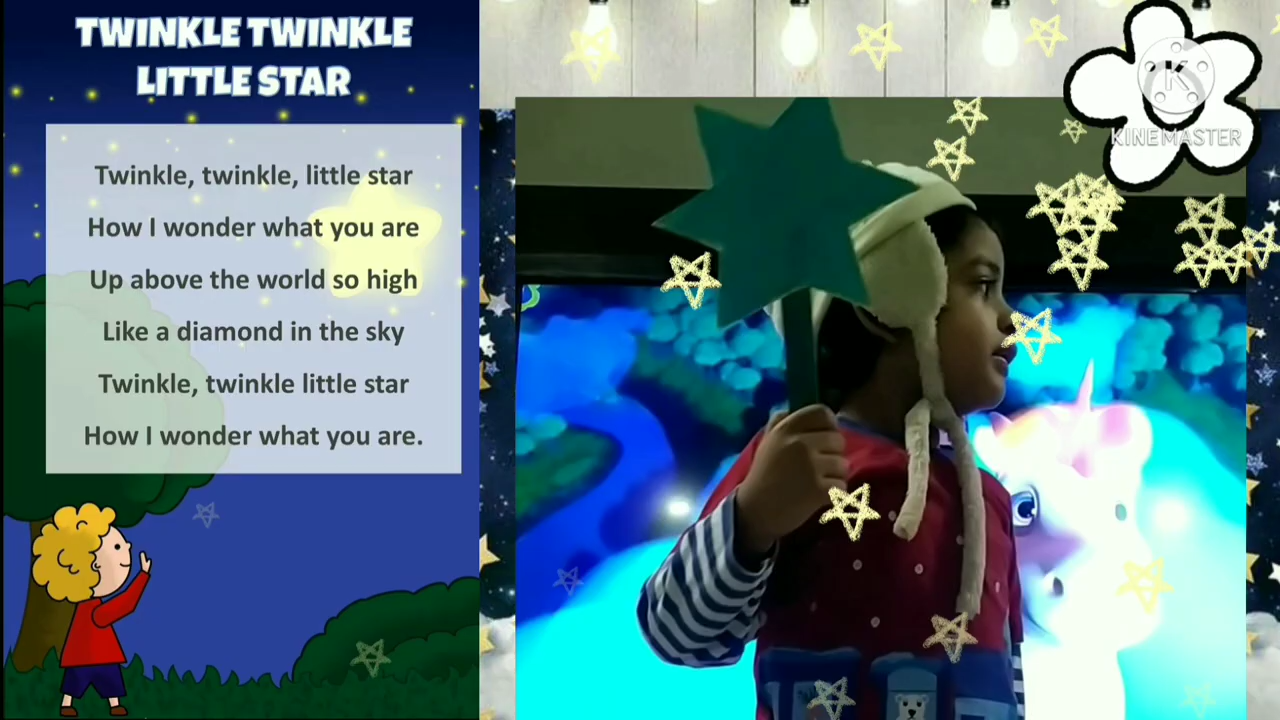 TWINKLE TWINKLE
LITTLE STAR
Twinkle, twinkle, little star
How I wonder what you are
Up above the world so high
Like a diamond in the sky
Twinkle, twinkle little star
How I wonder what you are.
K
KINEMASTER